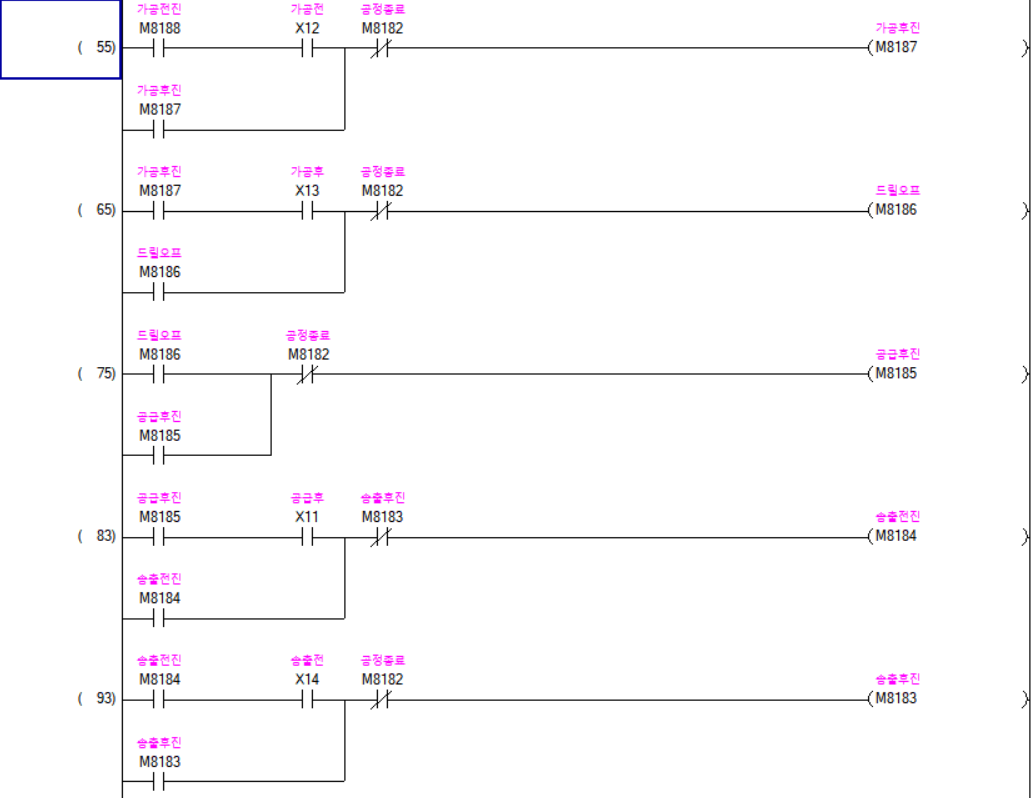 가공전진 가공전 공정종료
M8188 X12 M8182 가공후진
( 55) (M8187 )
가공후진
M8187
가공후진 가공후 공정종료
M8187 X13 M8182 드릴오프
( 65) (M8186 )
드릴오프
M8186
드릴오프 공정종료
M8186 M8182 공급후진
( 75) (M8185 )
공급후진
M8185
공급후진 공급후 송출후진
M8185 X11 M8183 송출전진
( 83) (M8184 )
송출전진
M8184
송출전진 송출전 공정종료
M8184 X14 M8182 송출후진
( 93) (M8183 )
송출후진
M8183